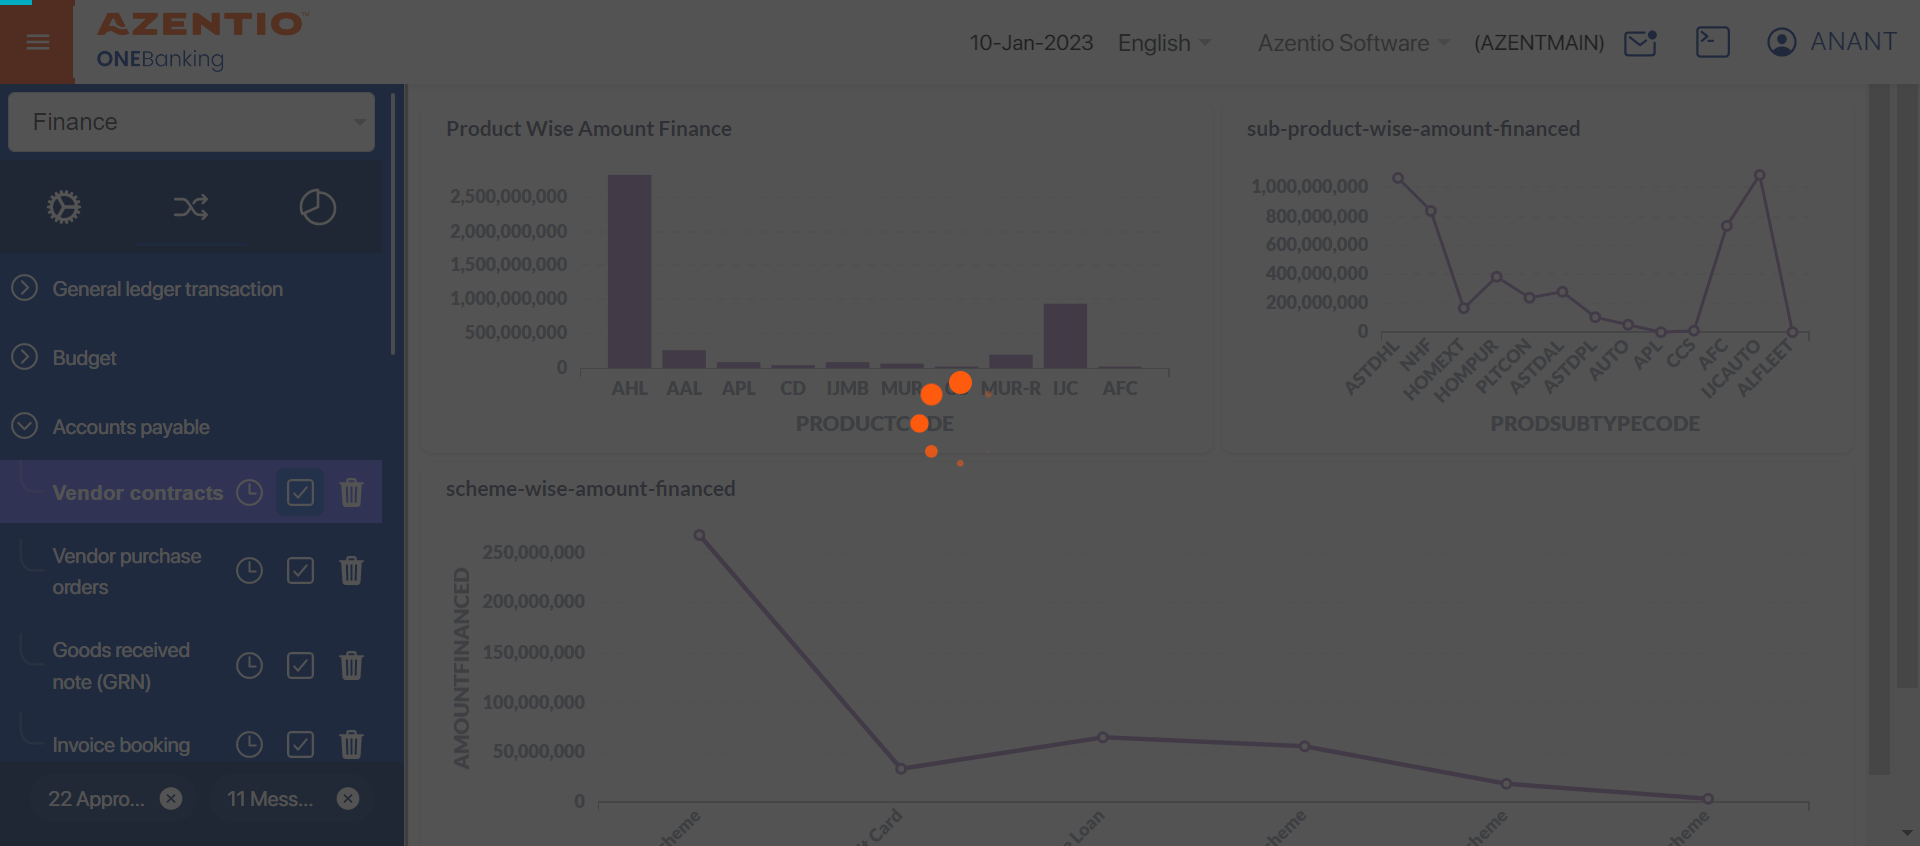 AZENTIO™
ONEBanking
10-Jan-2023
English
Azentio Software
(AZENTMAIN)
ANANT
Finance
General ledger transaction
Budget
Accounts payable
Vendor contracts
Vendor purchase
orders
Goods received
note (GRN)
Invoice booking
22 Appro...
11 Mess...
Product Wise Amount Finance
2,500,000,000
2,000,000,000
1,500,000,000
1,000,000,000
500,000,000
0
AHL AAL APL CD IJMB MUR MUR-R IJC AFC
PRODUCTCODE
sub-product-wise-amount-financed
1,000,000,000
800,000,000
600,000,000
400,000,000
200,000,000
0
ASTDHL NHF HOMEXT HOMPUR PLTCON ASTDAL ASTDPL AUTO APL CCS AFC IJCAUTO ALFLEET
PRODSUBTYPECODE
scheme-wise-amount-financed
AMOUNTFINANCED
250,000,000
200,000,000
150,000,000
100,000,000
50,000,000
0
Card Loan